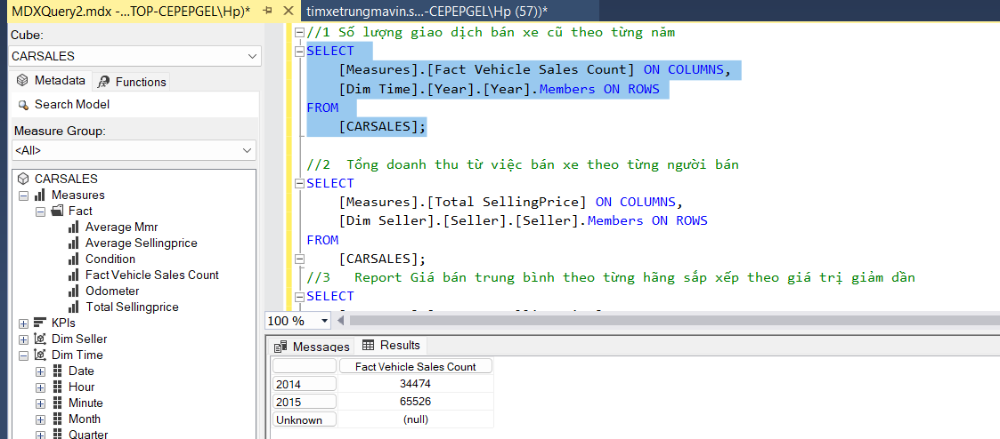 MDXQuery2.mdx -...TOP-CEPEPGEL\Hp)*
timxetrungmavin.s...-CEPEPGEL\Hp (57))*
Cube:
CARSALES
Metadata
Functions
Search Model
Measure Group:
<All>
CARSALES
Measures
Fact
Average Mmr
Average Sellingprice
Condition
Fact Vehicle Sales Count
Odometer
Total Sellingprice
KPIs
Dim Seller
Dim Time
Date
Hour
Minute
Month
Quarter
//1 Số lượng giao dịch bán xe cũ theo từng năm
SELECT
[Measures].[Fact Vehicle Sales Count] ON COLUMNS,
[Dim Time].[Year].[Year].Members ON ROWS
FROM
[CARSALES];
//2  Tổng doanh thu từ việc bán xe theo từng người bán
SELECT
[Measures].[Total SellingPrice] ON COLUMNS,
[Dim Seller].[Seller].[Seller].Members ON ROWS
FROM
[CARSALES];
//3   Report Giá bán trung bình theo từng hãng sắp xếp theo giá trị giảm dần
SELECT
100 %
Messages
Results
Fact Vehicle Sales Count
2014 34474
2015 65526
Unknown (null)